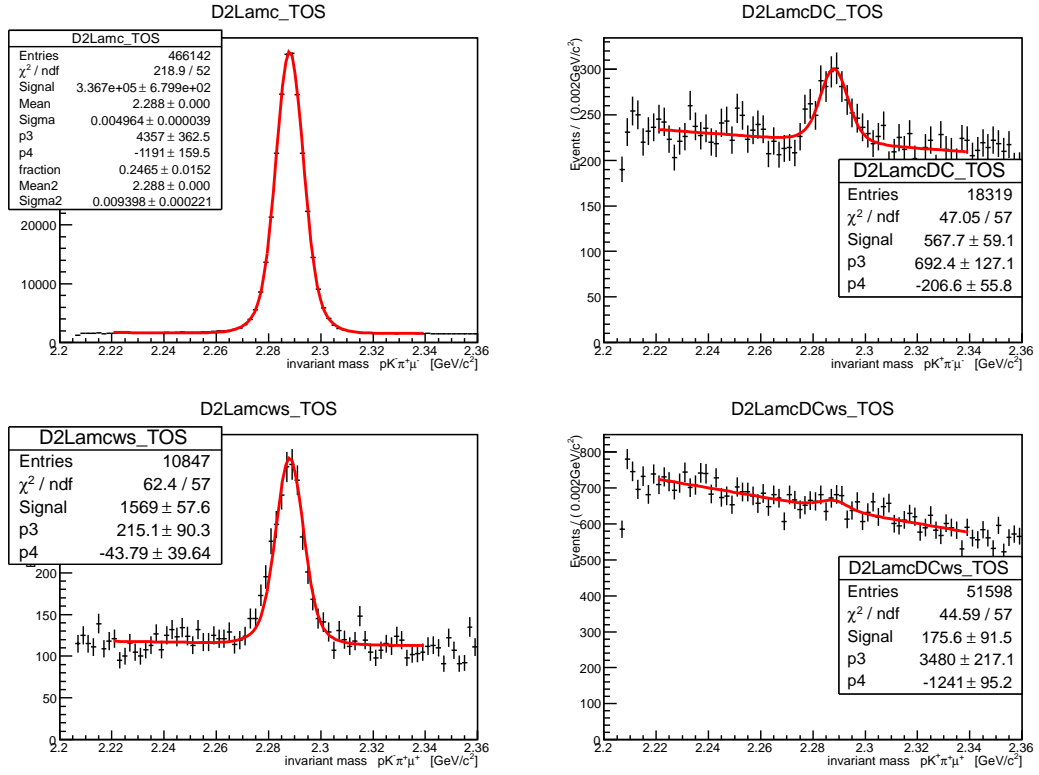 D2Lamc_TOS
D2Lamc_TOS
Entries 466142
χ² / ndf 218.9 / 52
Signal 3.367e+05 ± 6.799e+02
Mean 2.288 ± 0.000
Sigma 0.004964 ± 0.000039
p3 4357 ± 362.5
p4 -1191 ± 159.5
fraction 0.2465 ± 0.0152
Mean2 2.288 ± 0.000
Sigma2 0.009398 ± 0.000221
20000
10000
0
2.2 2.22 2.24 2.26 2.28 2.3 2.32 2.34 2.36
invariant mass pK⁻π⁺μ⁻ [GeV/c²]
D2LamcDC_TOS
Events / ( 0.002GeV/c²)
300
250
200
150
100
50
0
D2LamcDC_TOS
Entries 18319
χ² / ndf 47.05 / 57
Signal 567.7 ± 59.1
p3 692.4 ± 127.1
p4 -206.6 ± 55.8
2.2 2.22 2.24 2.26 2.28 2.3 2.32 2.34 2.36
invariant mass pK⁺π⁻μ⁻ [GeV/c²]
D2Lamcws_TOS
D2Lamcws_TOS
Entries 10847
χ² / ndf 62.4 / 57
Signal 1569 ± 57.6
p3 215.1 ± 90.3
p4 -43.79 ± 39.64
200
150
100
50
0
2.2 2.22 2.24 2.26 2.28 2.3 2.32 2.34 2.36
invariant mass pK⁻π⁺μ⁺ [GeV/c²]
D2LamcDCws_TOS
Events / ( 0.002GeV/c²)
800
700
600
500
400
300
200
100
0
D2LamcDCws_TOS
Entries 51598
χ² / ndf 44.59 / 57
Signal 175.6 ± 91.5
p3 3480 ± 217.1
p4 -1241 ± 95.2
2.2 2.22 2.24 2.26 2.28 2.3 2.32 2.34 2.36
invariant mass pK⁺π⁻μ⁺ [GeV/c²]